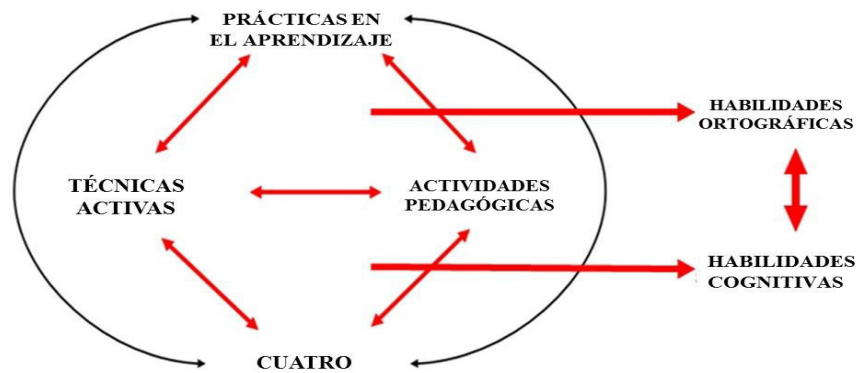 PRÁCTICAS EN
EL APRENDIZAJE
HABILIDADES
ORTOGRÁFICAS
TÉCNICAS
ACTIVAS
ACTIVIDADES
PEDAGÓGICAS
HABILIDADES
COGNITIVAS
CUATRO